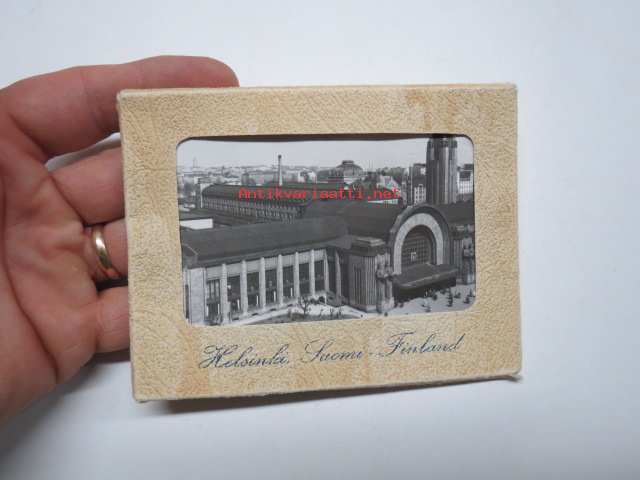 Antikvariaatti.net
Helsinki, Suomi - Finland